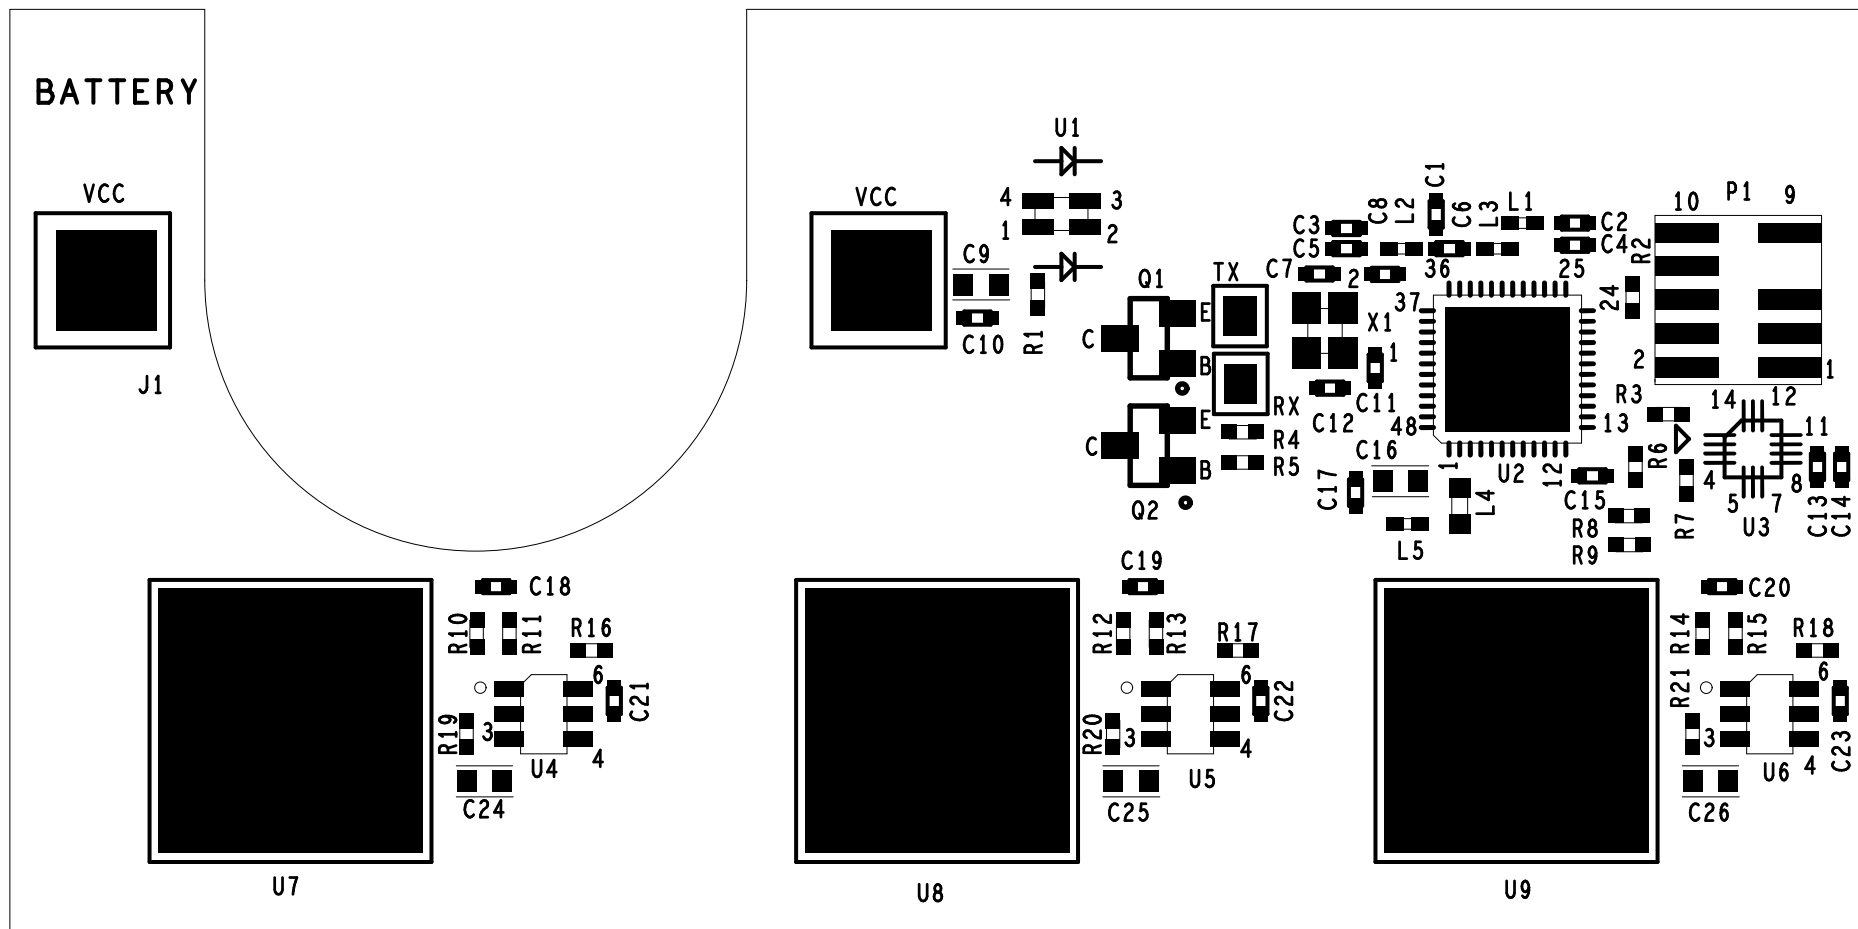 BATTERY
U1
VCC
VCC
4
3
1
2
C9
C10
R1
J1
Q1
TX
E
C
B
RX
E
C
B
Q2
R4
R5
C3
C5
C7
2
C8
L2
C1
C6
L3
L1
C2
C4
36
25
37
24
X1
1
C11
C12
48
13
C16
C17
1
U2
12
L4
L5
C15
P1
10
9
R2
2
1
R3
14
12
11
R6
4
8
5
7
U3
R7
C13
C14
R8
R9
C18
R10
R11
R16
6
C21
R19
3
4
U4
C24
U7
C19
R12
R13
R17
6
C22
R20
3
4
U5
C25
U8
C20
R14
R15
R18
6
R21
3
4
C23
U6
C26
U9